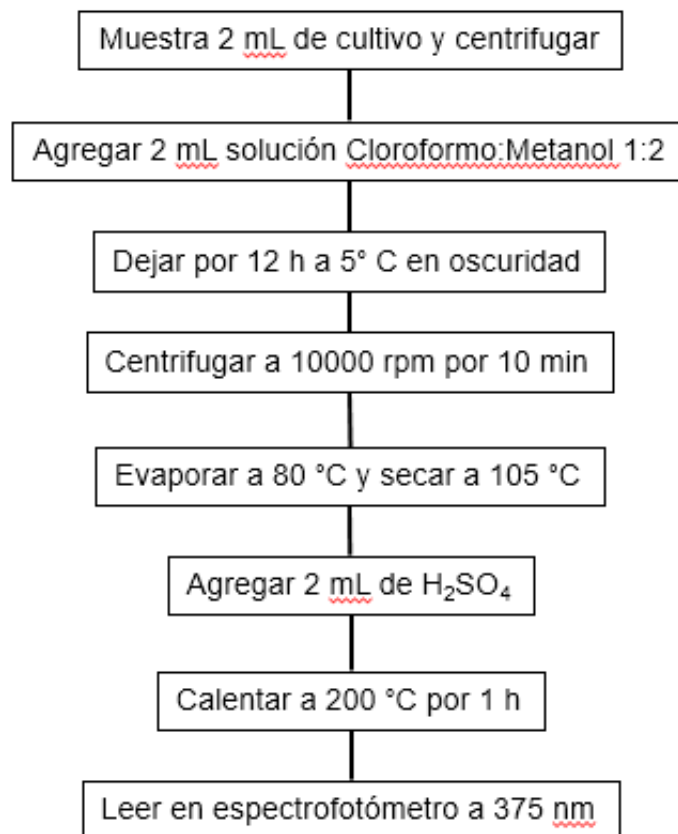 Muestra 2 mL de cultivo y centrifugar
Agregar 2 mL solución Cloroformo:Metanol 1:2
Dejar por 12 h a 5° C en oscuridad
Centrifugar a 10000 rpm por 10 min
Evaporar a 80 °C y secar a 105 °C
Agregar 2 mL de H₂SO₄
Calentar a 200 °C por 1 h
Leer en espectrofotómetro a 375 nm